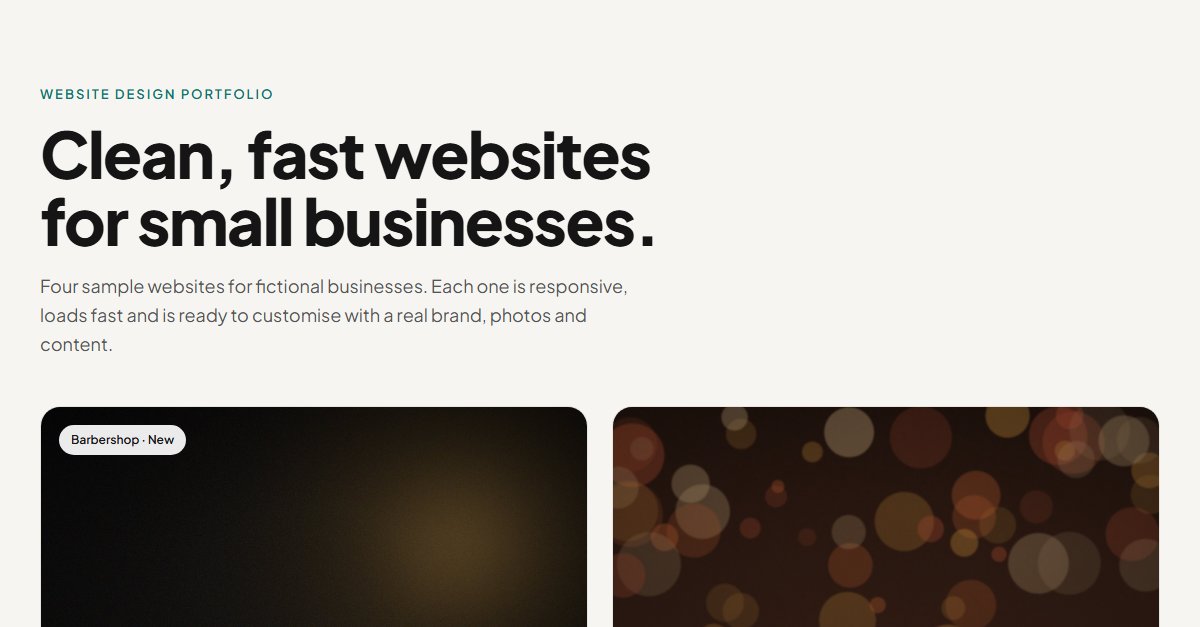 WEBSITE DESIGN PORTFOLIO
Clean, fast websites
for small businesses.
Four sample websites for fictional businesses. Each one is responsive,
loads fast and is ready to customise with a real brand, photos and
content.
Barbershop · New